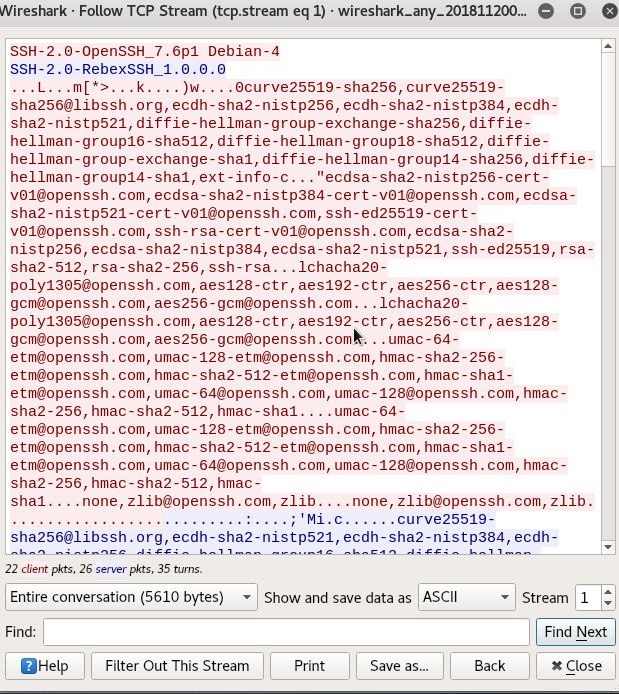 Wireshark · Follow TCP Stream (tcp.stream eq 1) · wireshark_any_201811200...
SSH-2.0-OpenSSH_7.6p1 Debian-4
SSH-2.0-RebexSSH_1.0.0.0
...L...m[*>...k....)w....0curve25519-sha256,curve25519-
sha256@libssh.org,ecdh-sha2-nistp256,ecdh-sha2-nistp384,ecdh-
sha2-nistp521,diffie-hellman-group-exchange-sha256,diffie-
hellman-group16-sha512,diffie-hellman-group18-sha512,diffie-
hellman-group-exchange-sha1,diffie-hellman-group14-sha256,diffie-
hellman-group14-sha1,ext-info-c..."ecdsa-sha2-nistp256-cert-
v01@openssh.com,ecdsa-sha2-nistp384-cert-v01@openssh.com,ecdsa-
sha2-nistp521-cert-v01@openssh.com,ssh-ed25519-cert-
v01@openssh.com,ssh-rsa-cert-v01@openssh.com,ecdsa-sha2-
nistp256,ecdsa-sha2-nistp384,ecdsa-sha2-nistp521,ssh-ed25519,rsa-
sha2-512,rsa-sha2-256,ssh-rsa...lchacha20-
poly1305@openssh.com,aes128-ctr,aes192-ctr,aes256-ctr,aes128-
gcm@openssh.com,aes256-gcm@openssh.com...lchacha20-
poly1305@openssh.com,aes128-ctr,aes192-ctr,aes256-ctr,aes128-
gcm@openssh.com,aes256-gcm@openssh.com....umac-64-
etm@openssh.com,umac-128-etm@openssh.com,hmac-sha2-256-
etm@openssh.com,hmac-sha2-512-etm@openssh.com,hmac-sha1-
etm@openssh.com,umac-64@openssh.com,umac-128@openssh.com,hmac-
sha2-256,hmac-sha2-512,hmac-sha1....umac-64-
etm@openssh.com,umac-128-etm@openssh.com,hmac-sha2-256-
etm@openssh.com,hmac-sha2-512-etm@openssh.com,hmac-sha1-
etm@openssh.com,umac-64@openssh.com,umac-128@openssh.com,hmac-
sha2-256,hmac-sha2-512,hmac-
sha1....none,zlib@openssh.com,zlib....none,zlib@openssh.com,zlib.
..........................:....;'Mi.c......curve25519-
sha256@libssh.org,ecdh-sha2-nistp521,ecdh-sha2-nistp384,ecdh-
sha2-nistp256,diffie-hellman-group16-sha512,diffie-hellman-
22 client pkts, 26 server pkts, 35 turns.
Entire conversation (5610 bytes) Show and save data as ASCII Stream 1
Find: Find Next
Help Filter Out This Stream Print Save as... Back Close